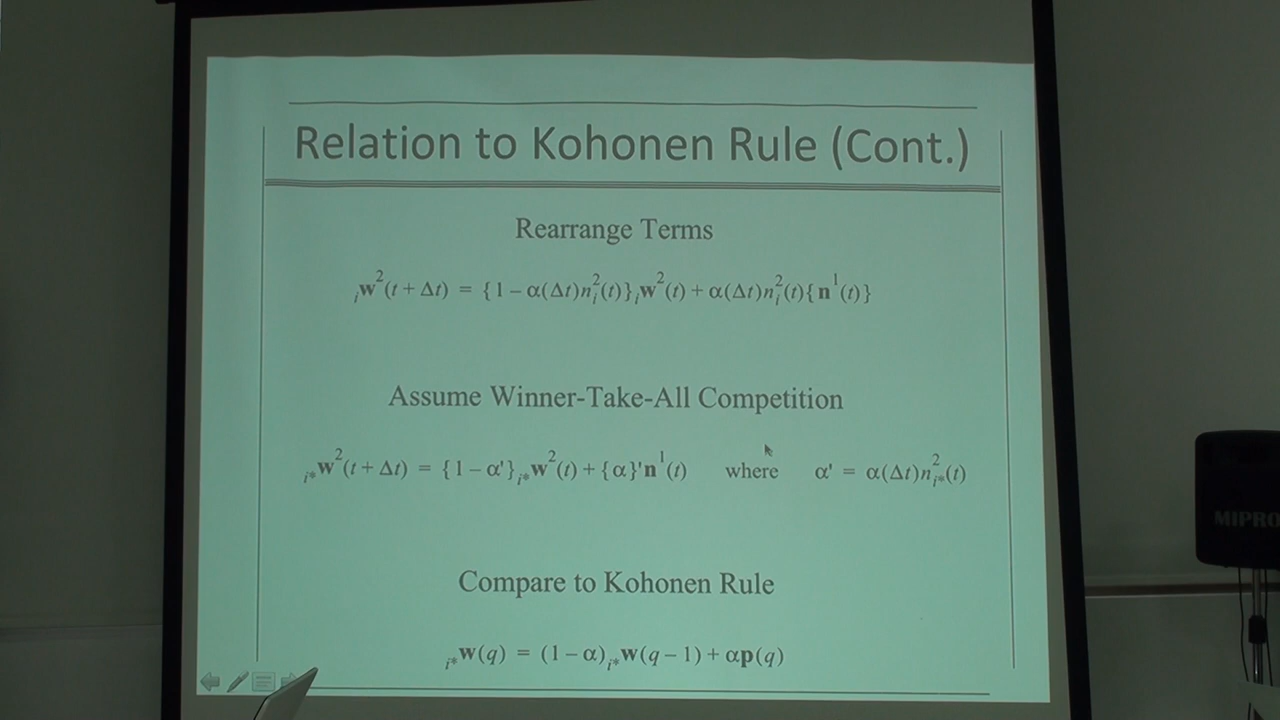 Relation to Kohonen Rule (Cont.)
Rearrange Terms
ᵢw²(t + Δt) = {1 – α(Δt)nᵢ²(t)}ᵢw²(t) + α(Δt)nᵢ²(t){n¹(t)}
Assume Winner-Take-All Competition
ᵢ*w²(t + Δt) = {1 – α'}ᵢ*w²(t) + {α}'n¹(t) where α' = α(Δt)nᵢ*²(t)
Compare to Kohonen Rule
ᵢ*w(q) = (1 – α)ᵢ*w(q – 1) + αp(q)
MIPRO